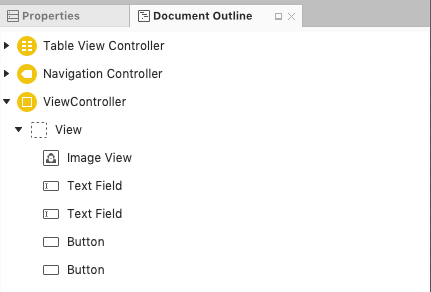 Properties
Document Outline
Table View Controller
Navigation Controller
ViewController
View
Image View
Text Field
Text Field
Button
Button